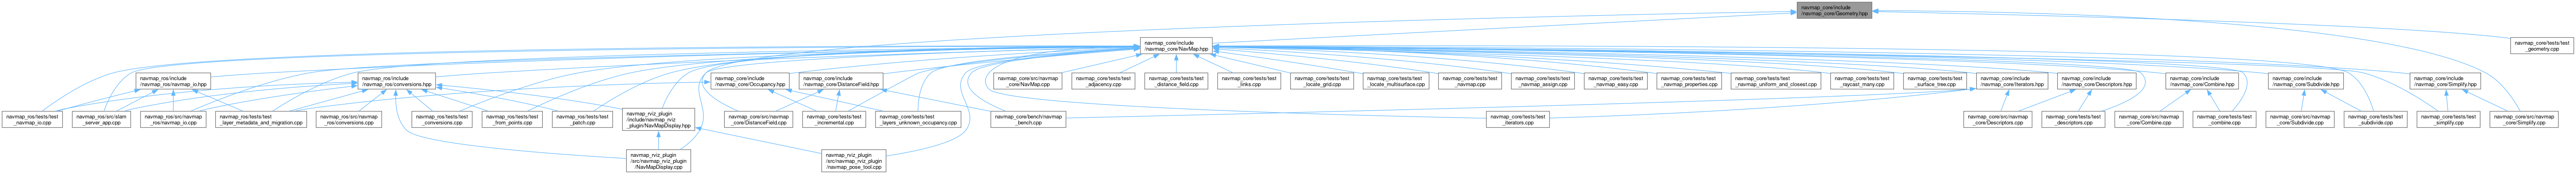 navmap_core/include
/navmap_core/Geometry.hpp
navmap_core/include
/navmap_core/NavMap.hpp
navmap_core/tests/test
_geometry.cpp
navmap_ros/include
/navmap_ros/navmap_io.hpp
navmap_ros/include
/navmap_ros/conversions.hpp
navmap_core/include
/navmap_core/Occupancy.hpp
navmap_core/include
/navmap_core/DistanceField.hpp
navmap_core/src/navmap
_core/NavMap.cpp
navmap_core/tests/test
_adjacency.cpp
navmap_core/tests/test
_distance_field.cpp
navmap_core/tests/test
_links.cpp
navmap_core/tests/test
_locate_grid.cpp
navmap_core/tests/test
_locate_multisurface.cpp
navmap_core/tests/test
_navmap.cpp
navmap_core/tests/test
_navmap_assign.cpp
navmap_core/tests/test
_navmap_easy.cpp
navmap_core/tests/test
_navmap_properties.cpp
navmap_core/tests/test
_navmap_uniform_and_closest.cpp
navmap_core/tests/test
_raycast_many.cpp
navmap_core/tests/test
_surface_tree.cpp
navmap_core/include
/navmap_core/Iterators.hpp
navmap_core/include
/navmap_core/Descriptors.hpp
navmap_core/include
/navmap_core/Combine.hpp
navmap_core/include
/navmap_core/Subdivide.hpp
navmap_core/include
/navmap_core/Simplify.hpp
navmap_ros/tests/test
_navmap_io.cpp
navmap_ros/src/slam
_server_app.cpp
navmap_ros/src/navmap
_ros/navmap_io.cpp
navmap_ros/tests/test
_layer_metadata_and_migration.cpp
navmap_ros/src/navmap
_ros/conversions.cpp
navmap_ros/tests/test
_conversions.cpp
navmap_ros/tests/test
_from_points.cpp
navmap_ros/tests/test
_patch.cpp
navmap_rviz_plugin
/include/navmap_rviz
_plugin/NavMapDisplay.hpp
navmap_core/src/navmap
_core/DistanceField.cpp
navmap_core/tests/test
_incremental.cpp
navmap_core/tests/test
_layers_unknown_occupancy.cpp
navmap_core/bench/navmap
_bench.cpp
navmap_core/tests/test
_iterators.cpp
navmap_core/src/navmap
_core/Descriptors.cpp
navmap_core/tests/test
_descriptors.cpp
navmap_core/src/navmap
_core/Combine.cpp
navmap_core/tests/test
_combine.cpp
navmap_core/src/navmap
_core/Subdivide.cpp
navmap_core/tests/test
_subdivide.cpp
navmap_core/tests/test
_simplify.cpp
navmap_core/src/navmap
_core/Simplify.cpp
navmap_rviz_plugin
/src/navmap_rviz_plugin
/NavMapDisplay.cpp
navmap_rviz_plugin
/src/navmap_rviz_plugin
/navmap_pose_tool.cpp